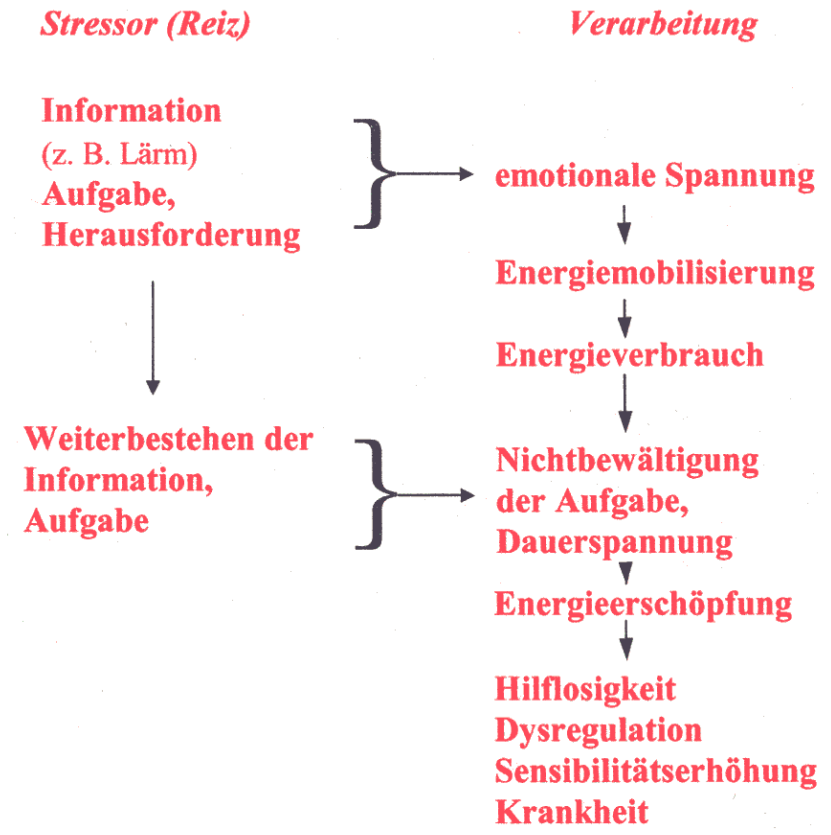 Stressor (Reiz)
Verarbeitung
Information
(z. B. Lärm)
Aufgabe,
Herausforderung
emotionale Spannung
Energiemobilisierung
Energieverbrauch
Weiterbestehen der
Information,
Aufgabe
Nichtbewältigung
der Aufgabe,
Dauerspannung
Energieerschöpfung
Hilflosigkeit
Dysregulation
Sensibilitätserhöhung
Krankheit